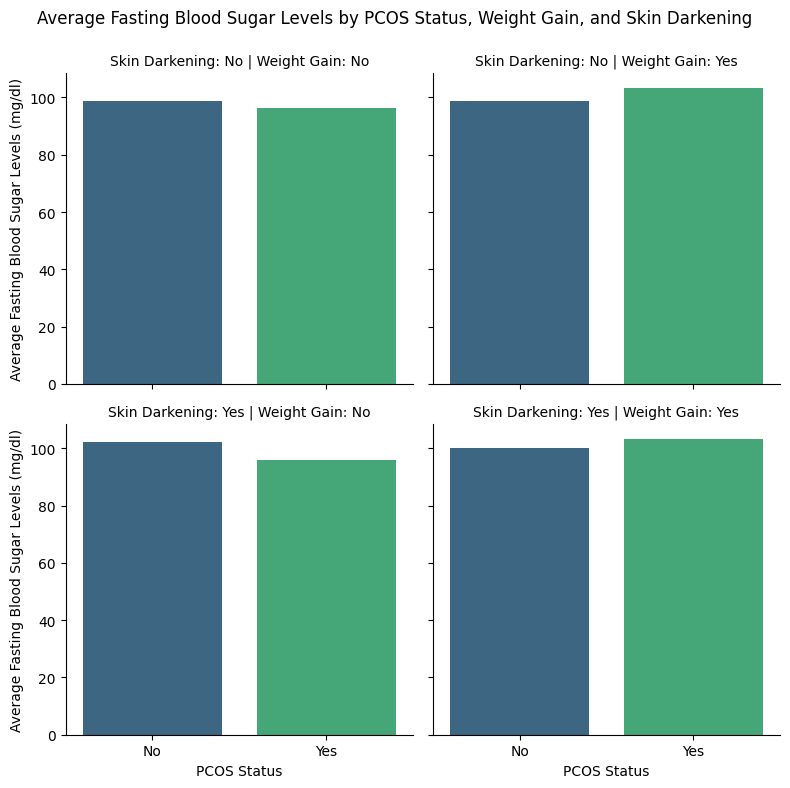 Average Fasting Blood Sugar Levels by PCOS Status, Weight Gain, and Skin Darkening
Skin Darkening: No | Weight Gain: No
Skin Darkening: No | Weight Gain: Yes
Average Fasting Blood Sugar Levels (mg/dl)
100
80
60
40
20
0
Skin Darkening: Yes | Weight Gain: No
Skin Darkening: Yes | Weight Gain: Yes
Average Fasting Blood Sugar Levels (mg/dl)
100
80
60
40
20
0
No Yes
No Yes
PCOS Status
PCOS Status